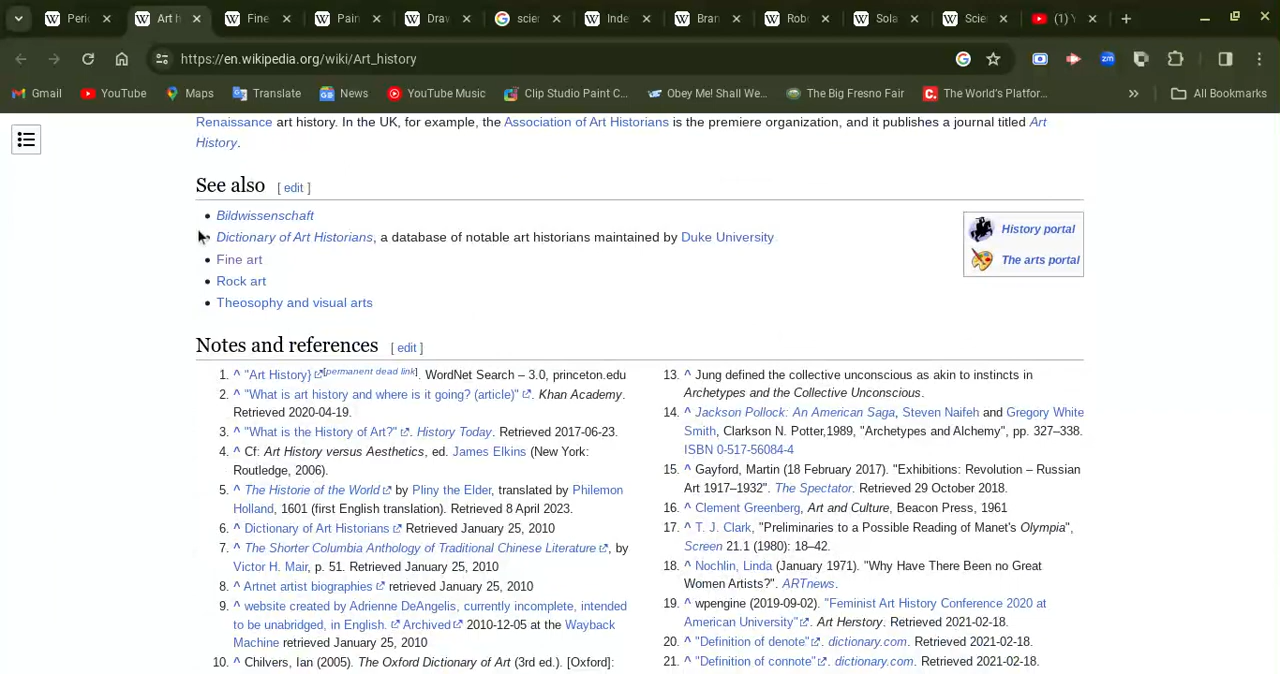 Peri
Art h
Fine
Pain
Drav
scier
Inde
Bran
Rob
Sola
Scie
(1) Y
https://en.wikipedia.org/wiki/Art_history
Gmail
YouTube
Maps
Translate
News
YouTube Music
Clip Studio Paint C...
Obey Me! Shall We...
The Big Fresno Fair
The World's Platfor...
»
All Bookmarks
Renaissance art history. In the UK, for example, the Association of Art Historians is the premiere organization, and it publishes a journal titled Art
History.
See also [ edit ]
• Bildwissenschaft
• Dictionary of Art Historians, a database of notable art historians maintained by Duke University
• Fine art
• Rock art
• Theosophy and visual arts
History portal
The arts portal
Notes and references [ edit ]
1. ^ "Art History} [permanent dead link]. WordNet Search – 3.0, princeton.edu
2. ^ "What is art history and where is it going? (article)". Khan Academy.
Retrieved 2020-04-19.
3. ^ "What is the History of Art?". History Today. Retrieved 2017-06-23.
4. ^ Cf: Art History versus Aesthetics, ed. James Elkins (New York:
Routledge, 2006).
5. ^ The Historie of the World by Pliny the Elder, translated by Philemon
Holland, 1601 (first English translation). Retrieved 8 April 2023.
6. ^ Dictionary of Art Historians Retrieved January 25, 2010
7. ^ The Shorter Columbia Anthology of Traditional Chinese Literature, by
Victor H. Mair, p. 51. Retrieved January 25, 2010
8. ^ Artnet artist biographies retrieved January 25, 2010
9. ^ website created by Adrienne DeAngelis, currently incomplete, intended
to be unabridged, in English. Archived 2010-12-05 at the Wayback
Machine retrieved January 25, 2010
10. ^ Chilvers, Ian (2005). The Oxford Dictionary of Art (3rd ed.). [Oxford]:
13. ^ Jung defined the collective unconscious as akin to instincts in
Archetypes and the Collective Unconscious.
14. ^ Jackson Pollock: An American Saga, Steven Naifeh and Gregory White
Smith, Clarkson N. Potter,1989, "Archetypes and Alchemy", pp. 327–338.
ISBN 0-517-56084-4
15. ^ Gayford, Martin (18 February 2017). "Exhibitions: Revolution – Russian
Art 1917–1932". The Spectator. Retrieved 29 October 2018.
16. ^ Clement Greenberg, Art and Culture, Beacon Press, 1961
17. ^ T. J. Clark, "Preliminaries to a Possible Reading of Manet's Olympia",
Screen 21.1 (1980): 18–42.
18. ^ Nochlin, Linda (January 1971). "Why Have There Been no Great
Women Artists?". ARTnews.
19. ^ wpengine (2019-09-02). "Feminist Art History Conference 2020 at
American University". Art Herstory. Retrieved 2021-02-18.
20. ^ "Definition of denote". dictionary.com. Retrieved 2021-02-18.
21. ^ "Definition of connote". dictionary.com. Retrieved 2021-02-18.